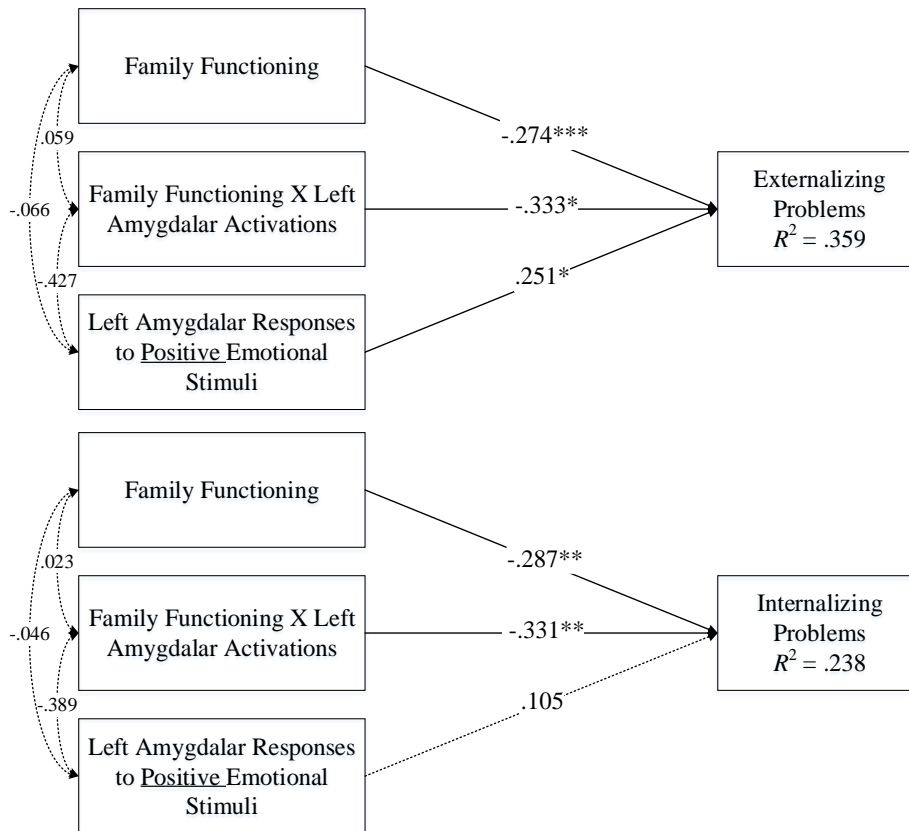 Family Functioning
-.274***
.059
Family Functioning X Left
Amygdalar Activations
-.333*
Externalizing
Problems
R² = .359
-.066
-.427
.251*
Left Amygdalar Responses
to Positive Emotional
Stimuli
Family Functioning
-.287**
.023
Family Functioning X Left
Amygdalar Activations
-.331**
Internalizing
Problems
R² = .238
-.046
-.389
.105
Left Amygdalar Responses
to Positive Emotional
Stimuli